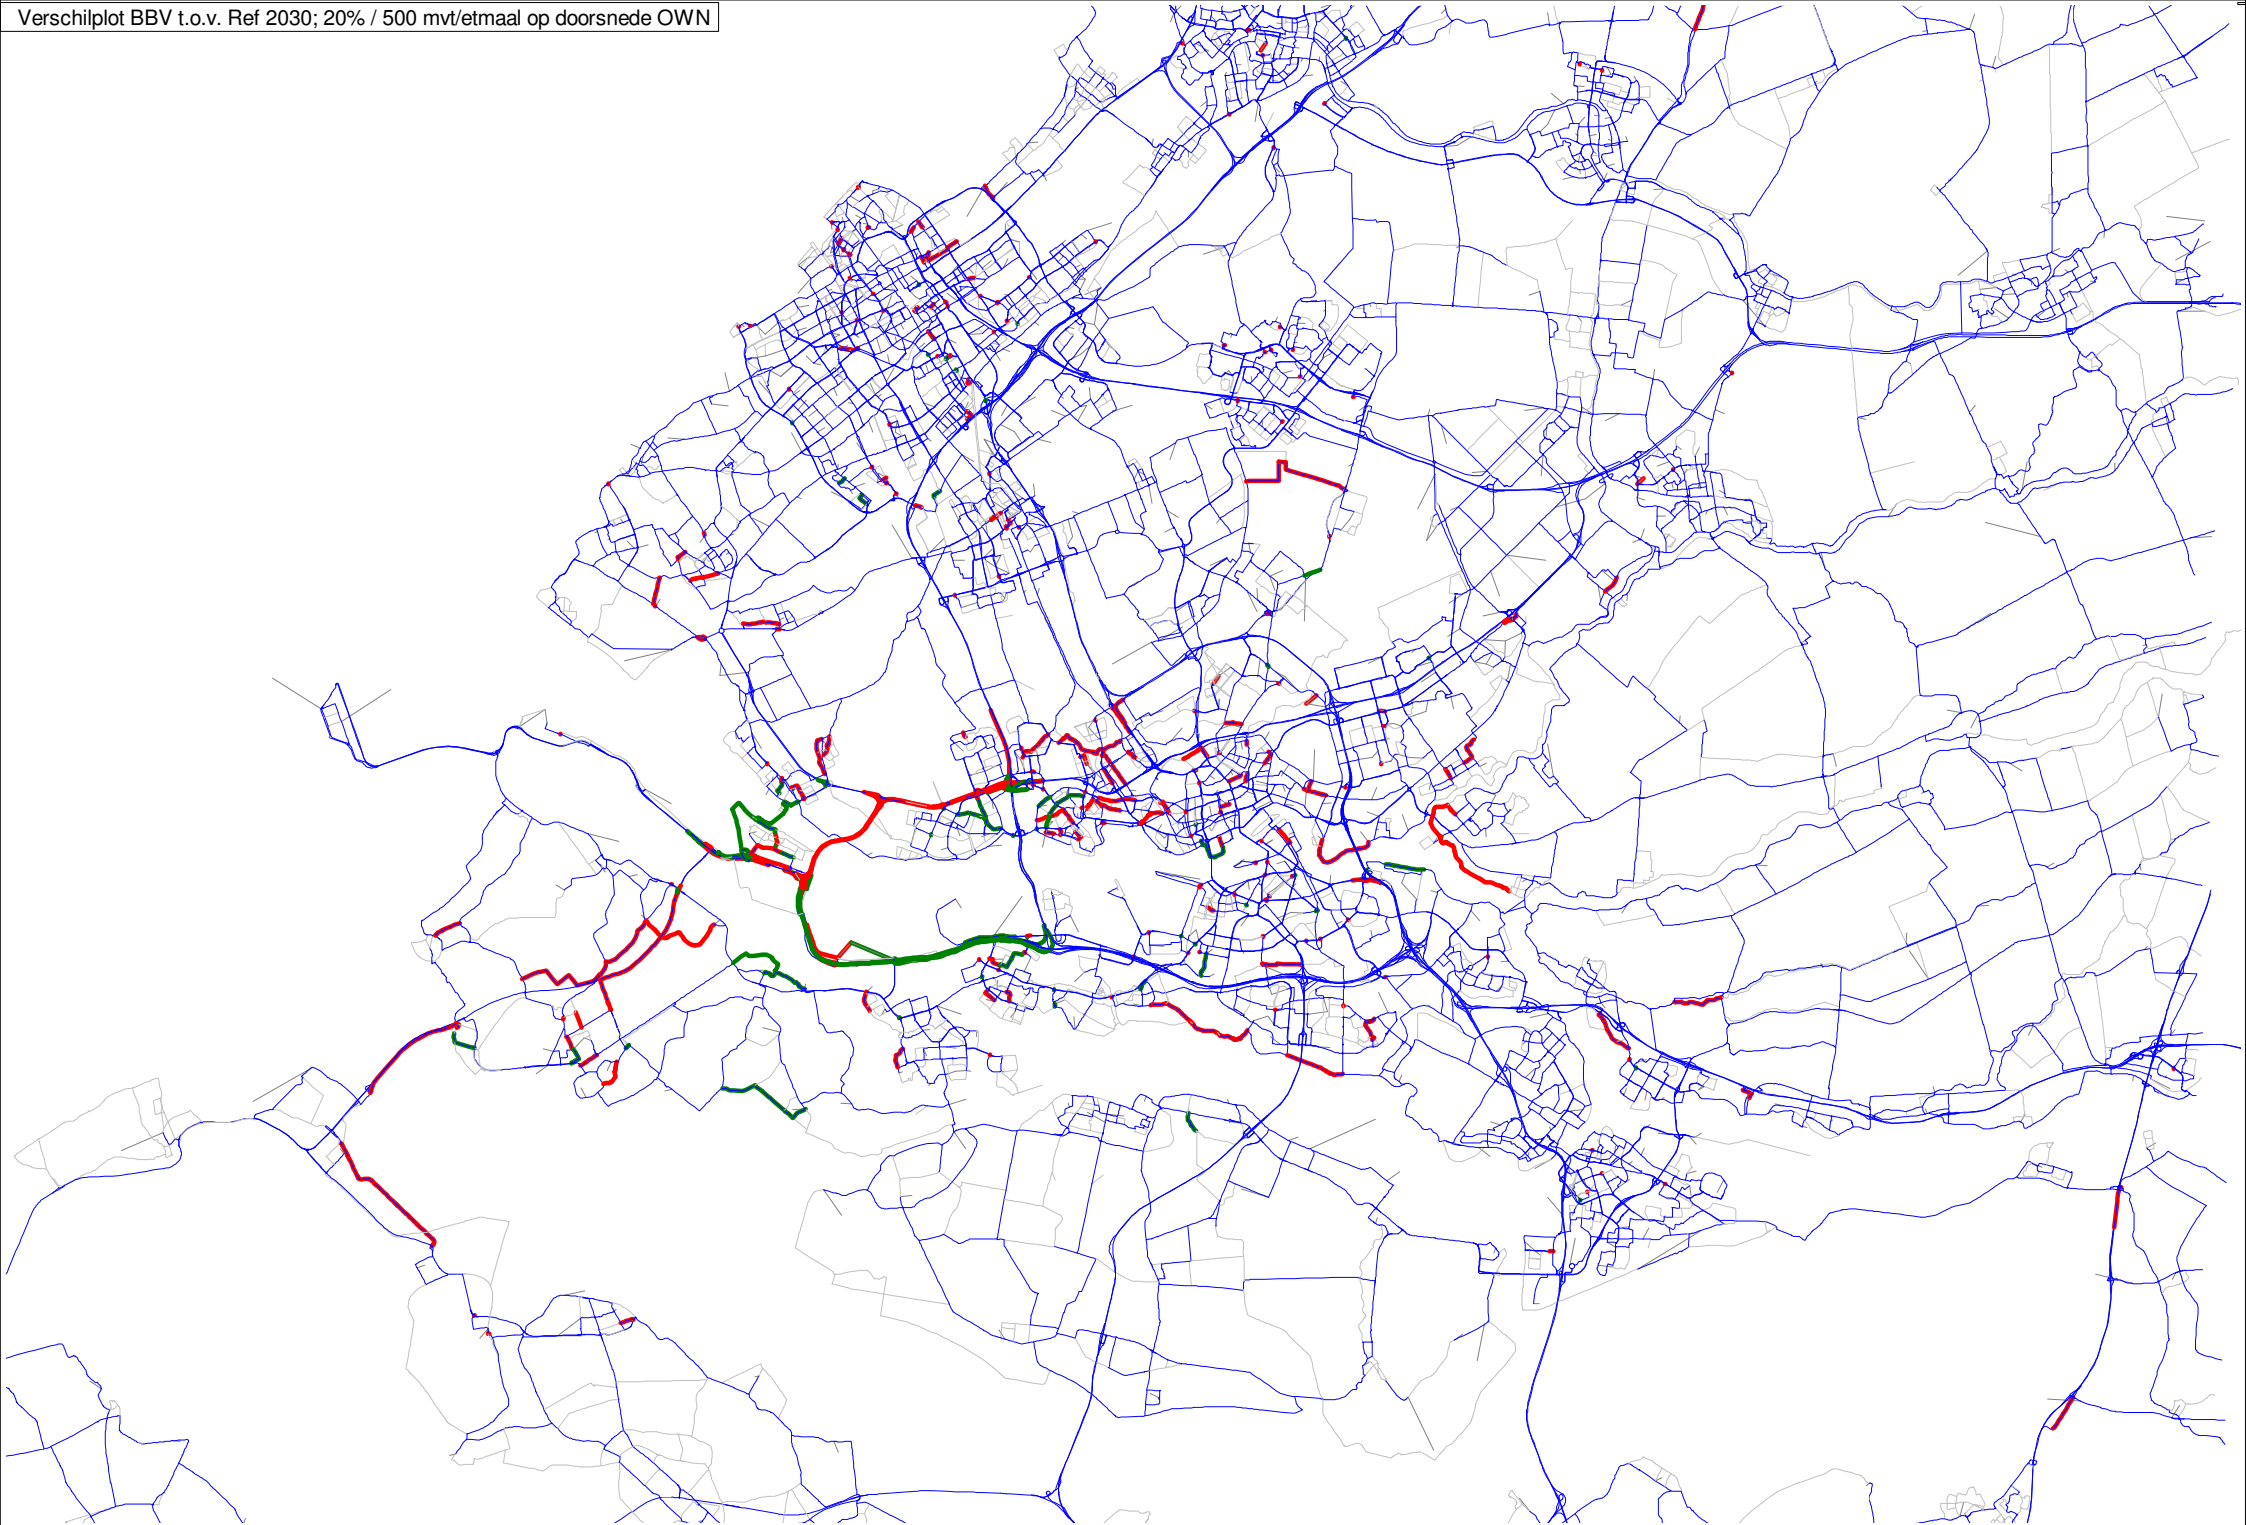 Verschilplot BBV t.o.v. Ref 2030; 20% / 500 mvt/etmaal op doorsnede OWN